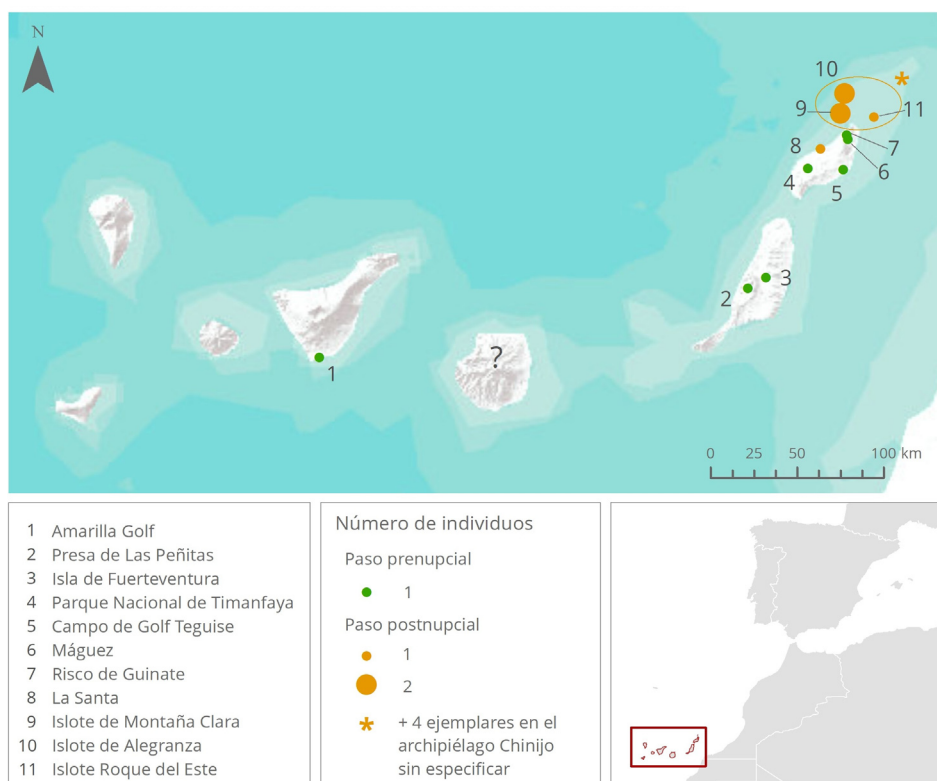 N
10
*
9
11
8
7
6
4
5
3
2
?
1
0 25 50 100 km
1 Amarilla Golf
2 Presa de Las Peñitas
3 Isla de Fuerteventura
4 Parque Nacional de Timanfaya
5 Campo de Golf Teguise
6 Máguez
7 Risco de Guinate
8 La Santa
9 Islote de Montaña Clara
10 Islote de Alegranza
11 Islote Roque del Este
Número de individuos
Paso prenupcial
1
Paso postnupcial
1
2
* + 4 ejemplares en el
archipiélago Chinijo
sin especificar